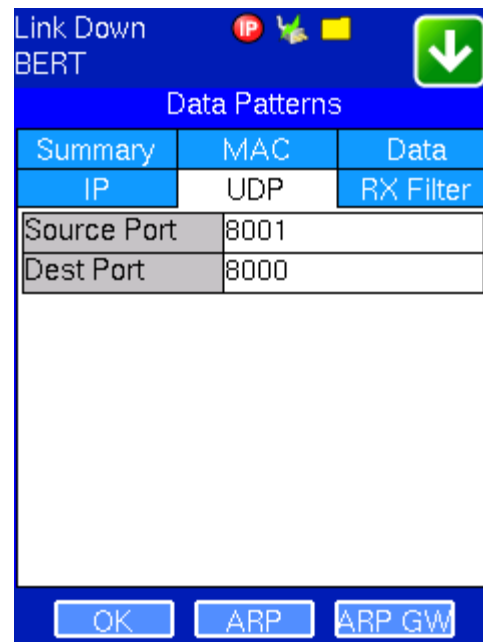 Link Down
IP
BERT
Data Patterns
Summary MAC Data
IP UDP RX Filter
Source Port 8001
Dest Port 8000
OK ARP ARP GW